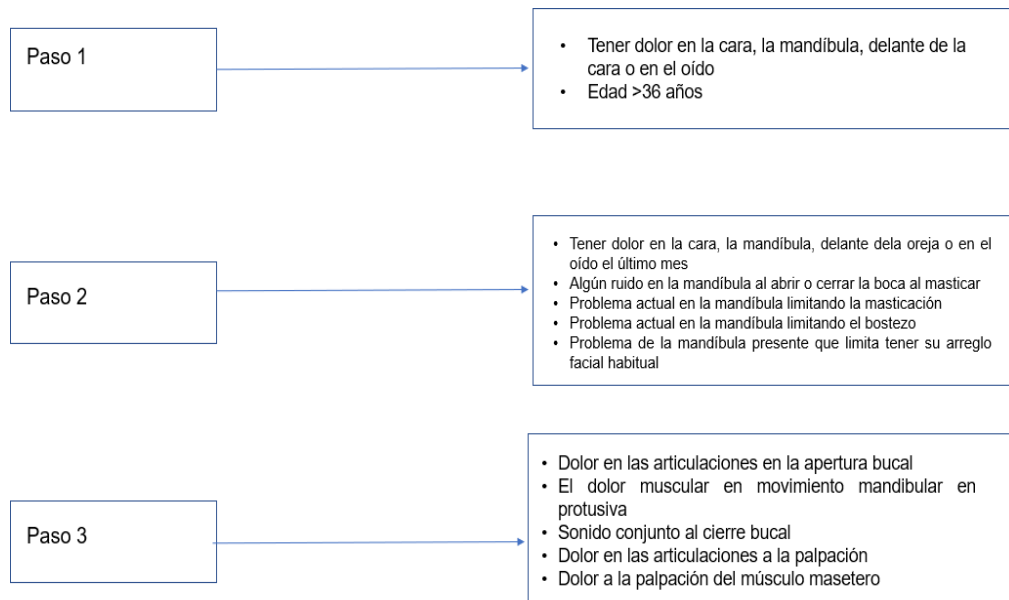 Paso 1
• Tener dolor en la cara, la mandíbula, delante de la
cara o en el oído
• Edad >36 años
Paso 2
• Tener dolor en la cara, la mandíbula, delante dela oreja o en el
oído el último mes
• Algún ruido en la mandíbula al abrir o cerrar la boca al masticar
• Problema actual en la mandíbula limitando la masticación
• Problema actual en la mandíbula limitando el bostezo
• Problema de la mandíbula presente que limita tener su arreglo
facial habitual
Paso 3
• Dolor en las articulaciones en la apertura bucal
• El dolor muscular en movimiento mandibular en
protusiva
• Sonido conjunto al cierre bucal
• Dolor en las articulaciones a la palpación
• Dolor a la palpación del músculo masetero